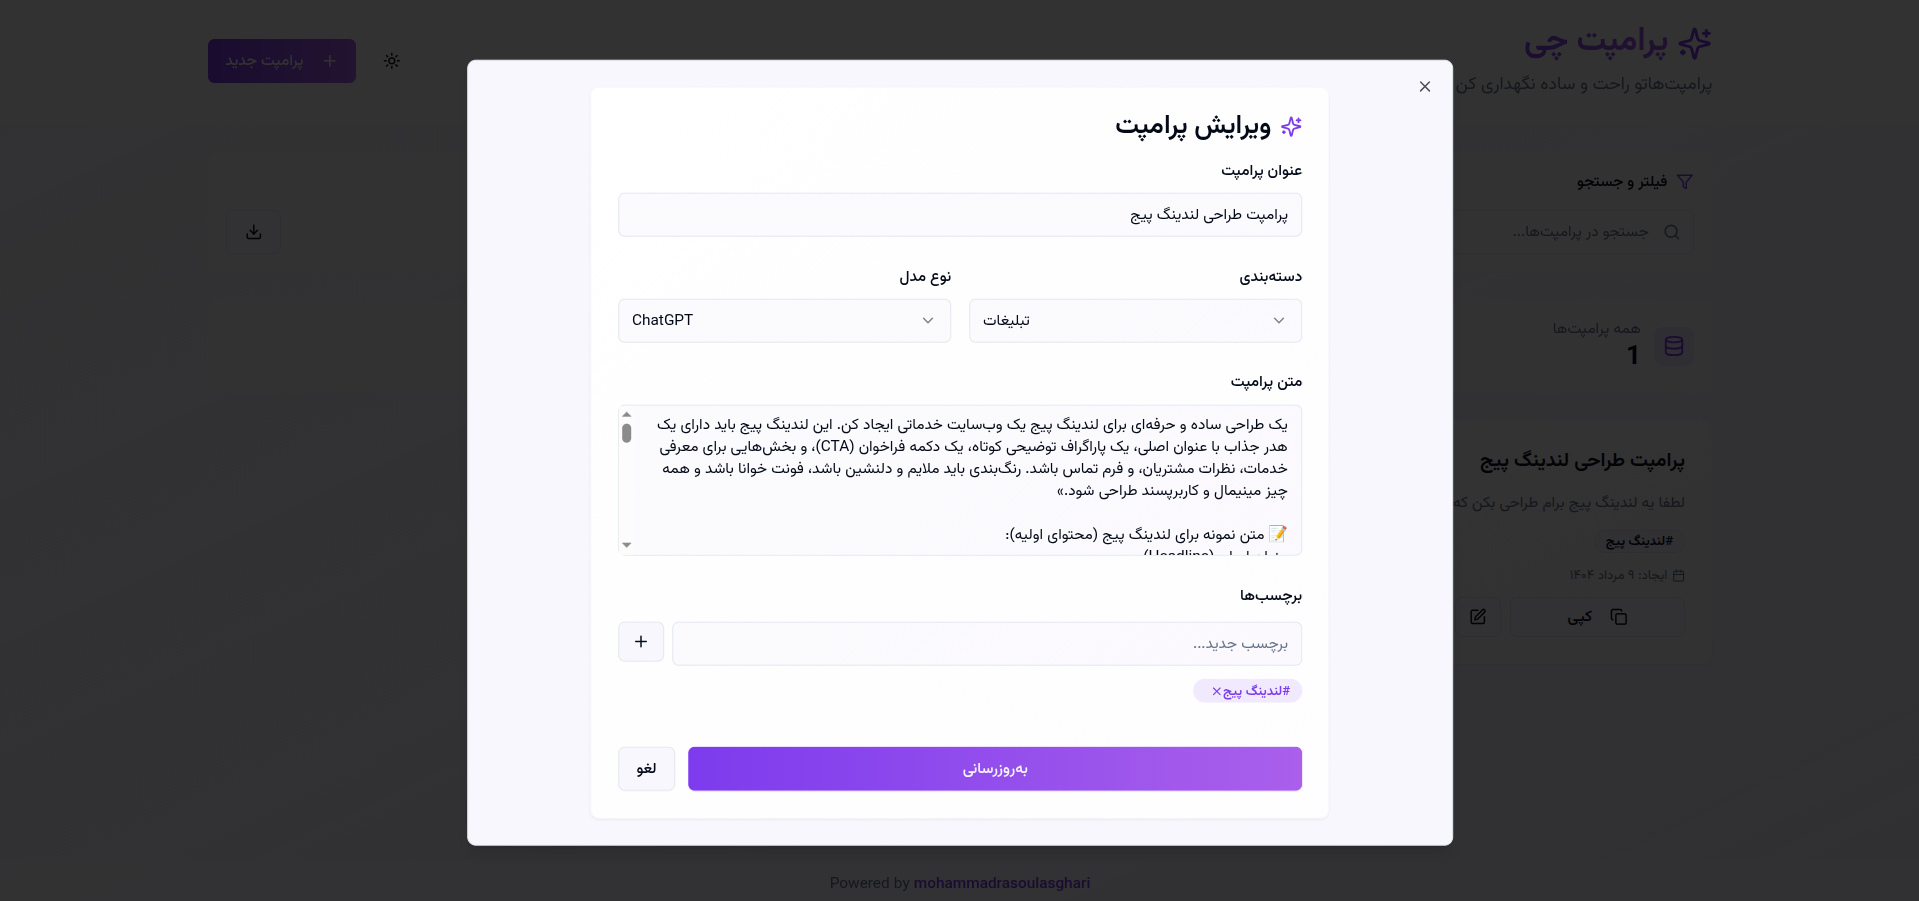 پرامپت چی
پرامپت‌هاتو راحت و ساده نگهداری کن
پرامپت جدید
فیلتر و جستجو
جستجو در پرامپت‌ها...
همه پرامپت‌ها
1
پرامپت طراحی لندینگ پیج
لطفا یه لندینگ پیج برام طراحی بکن که
#لندینگ پیج
ایجاد: ۹ مرداد ۱۴۰۴
کپی
ویرایش پرامپت
عنوان پرامپت
پرامپت طراحی لندینگ پیج
دسته‌بندی
تبلیغات
نوع مدل
ChatGPT
متن پرامپت
یک طراحی ساده و حرفه‌ای برای لندینگ پیج یک وب‌سایت خدماتی ایجاد کن. این لندینگ پیج باید دارای یک
هدر جذاب با عنوان اصلی، یک پاراگراف توضیحی کوتاه، یک دکمه فراخوان (CTA)، و بخش‌هایی برای معرفی
خدمات، نظرات مشتریان، و فرم تماس باشد. رنگ‌بندی باید ملایم و دلنشین باشد، فونت خوانا باشد و همه
چیز مینیمال و کاربرپسند طراحی شود.»
📝 متن نمونه برای لندینگ پیج (محتوای اولیه):
(Headline)
برچسب‌ها
برچسب جدید...
#لندینگ پیج
به‌روزرسانی
لغو
Powered by mohammadrasoulasghari